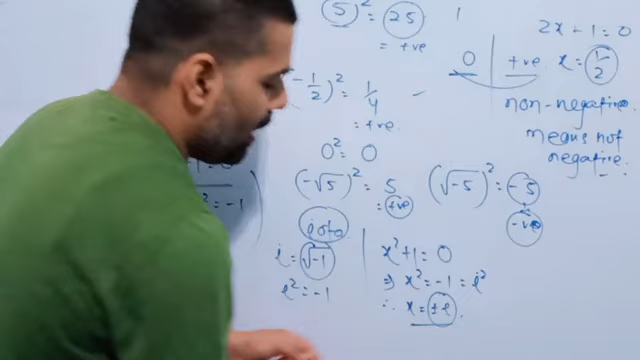 5)² = 25
= +ve
-1/2)² = 1/4
= +ve.
0² = 0
(-√5)² = 5
= +ve
iota
i = √-1
i² = -1
² = -1
x² + 1 = 0
⇒ x² = -1 = i²
∴ x = ±i.
(√-5)² = -5
-ve
0 | +ve
2x - 1 = 0
x = 1/2
non-negative.
means not
negative.